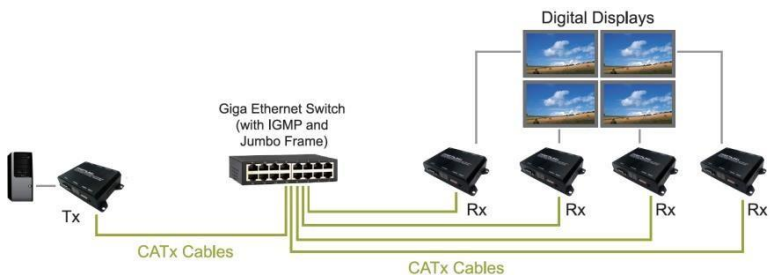 Digital Displays
Giga Ethernet Switch
(with IGMP and
Jumbo Frame)
Tx
Rx
Rx
Rx
Rx
CATx Cables
CATx Cables